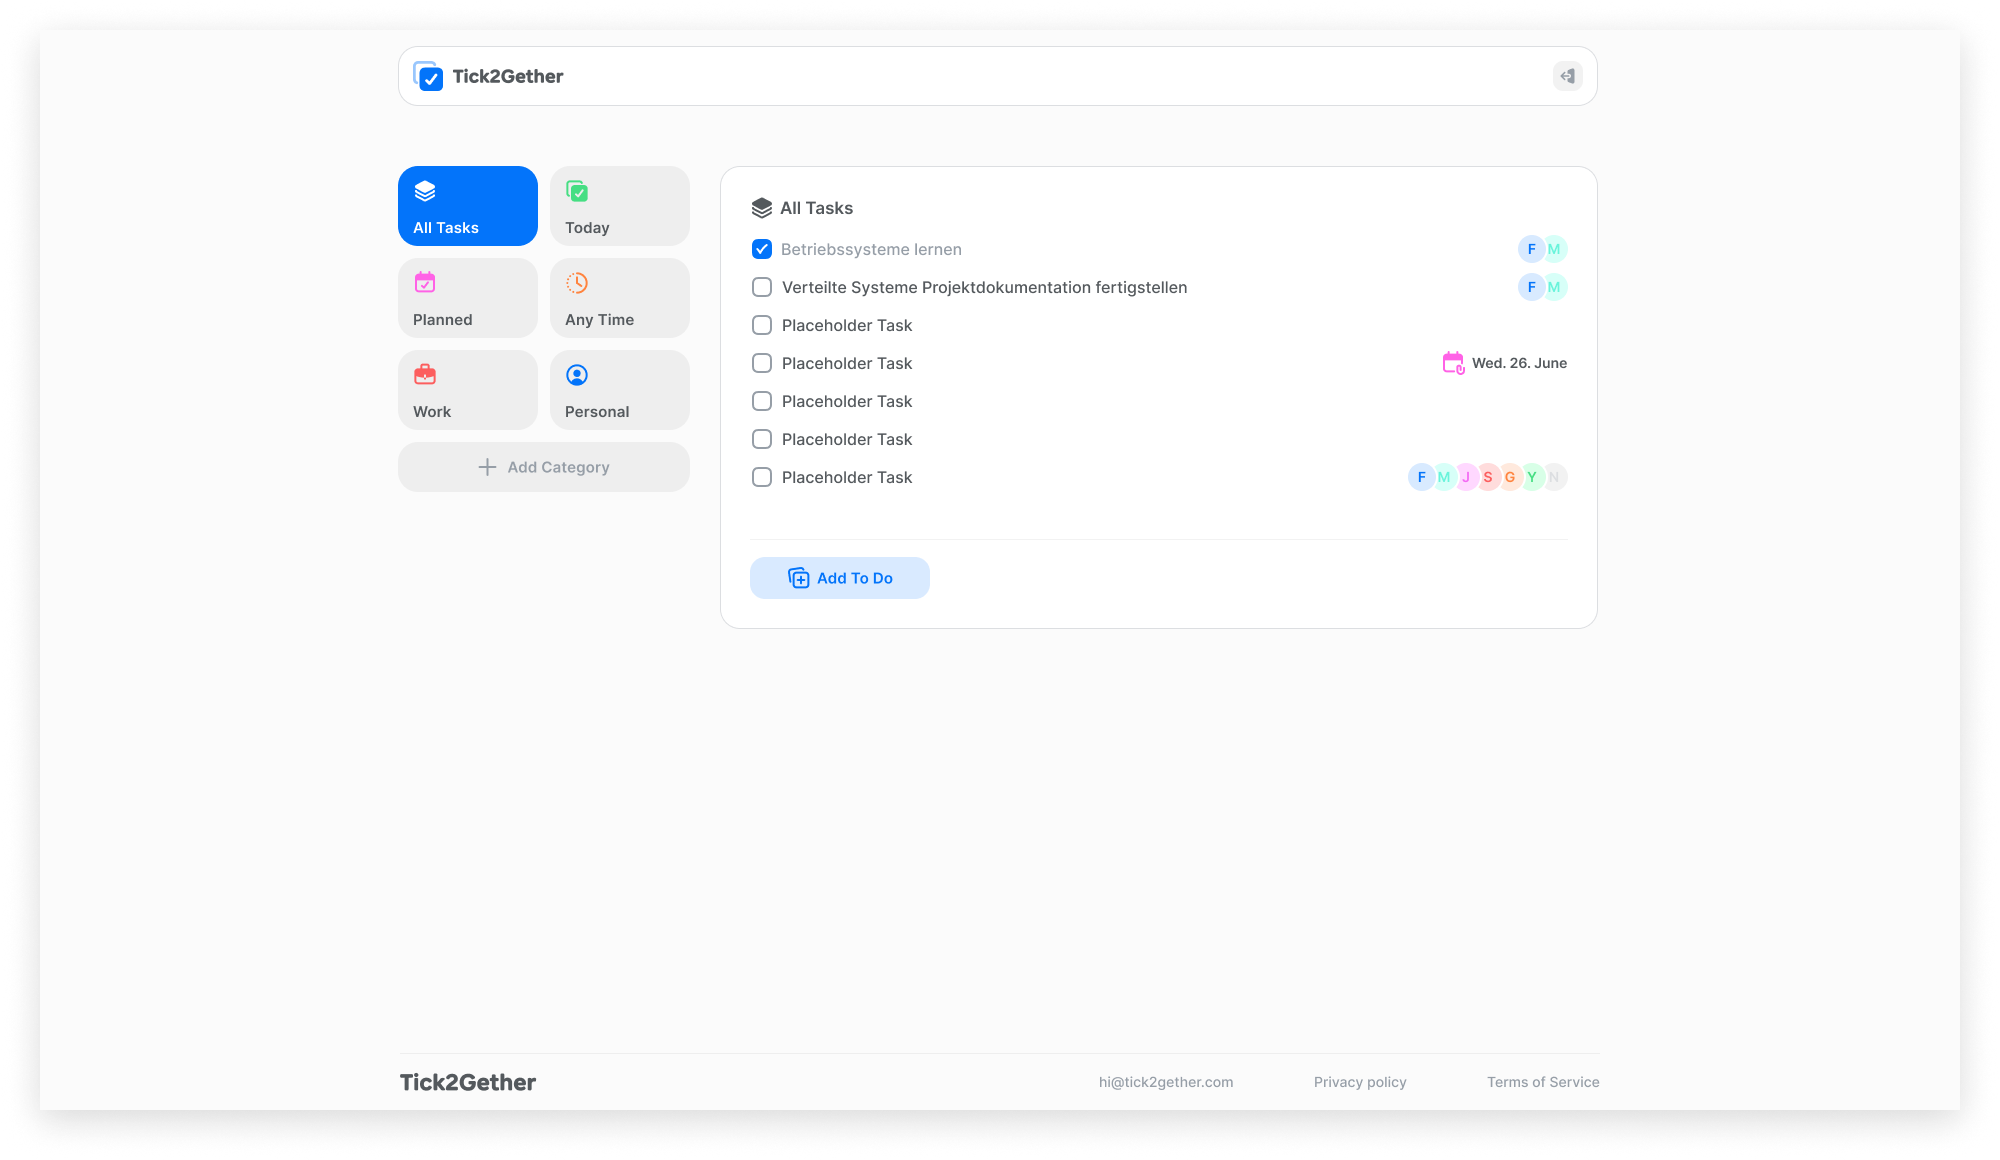 Tick2Gether
All Tasks
Today
Planned
Any Time
Work
Personal
Add Category
All Tasks
Betriebssysteme lernen
F M
Verteilte Systeme Projektdokumentation fertigstellen
F M
Placeholder Task
Placeholder Task
Wed. 26. June
Placeholder Task
Placeholder Task
Placeholder Task
F M J S G Y N
Add To Do
Tick2Gether
hi@tick2gether.com
Privacy policy
Terms of Service